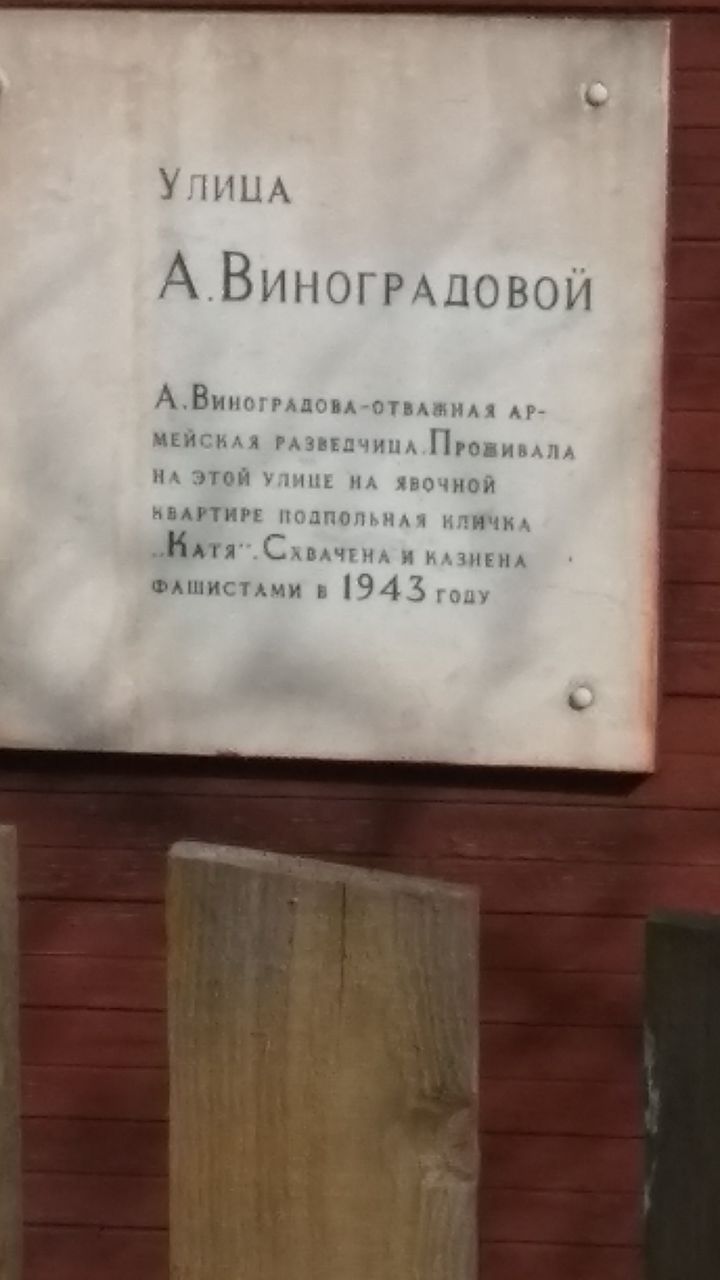 Улица
А.Виноградовой
А.Виноградова-отважная ар-
мейская разведчица.Проживала
на этой улице на явочной
квартире подпольная кличка
„Катя“.Схвачена и казнена
фашистами в 1943 году